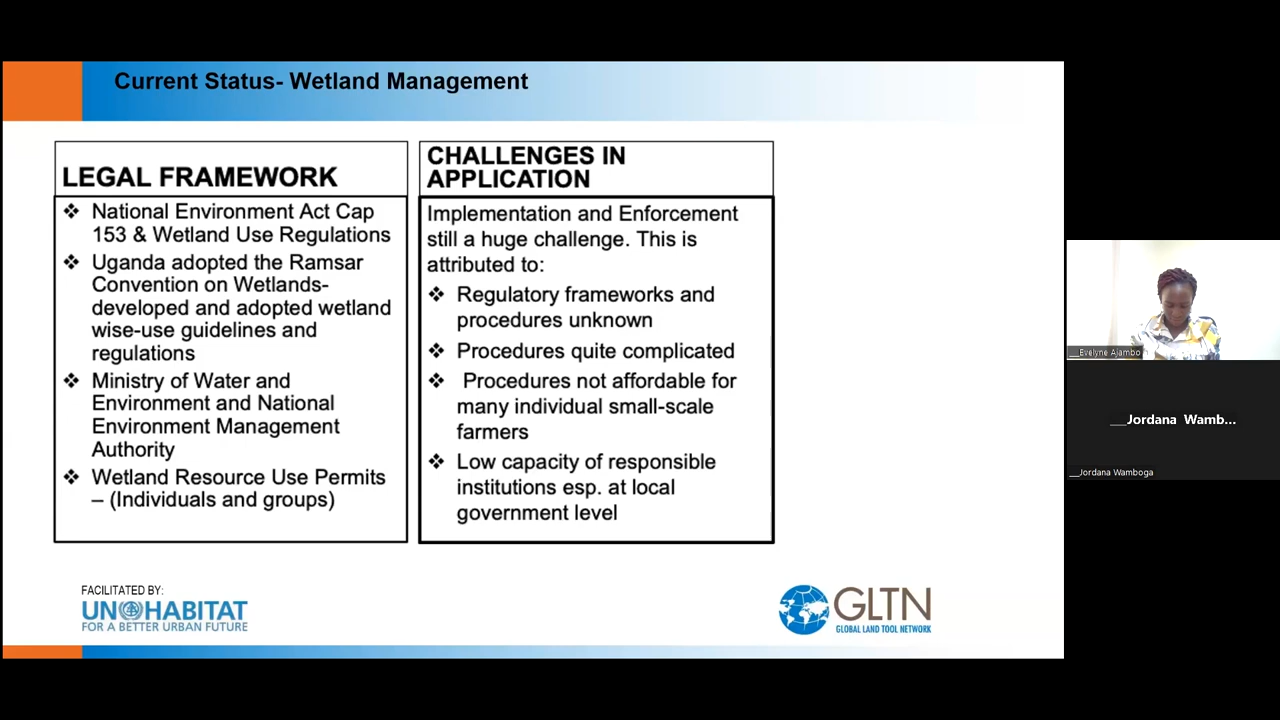 Current Status- Wetland Management
LEGAL FRAMEWORK
❖ National Environment Act Cap
153 & Wetland Use Regulations
❖ Uganda adopted the Ramsar
Convention on Wetlands-
developed and adopted wetland
wise-use guidelines and
regulations
❖ Ministry of Water and
Environment and National
Environment Management
Authority
❖ Wetland Resource Use Permits
– (Individuals and groups)
CHALLENGES IN
APPLICATION
Implementation and Enforcement
still a huge challenge. This is
attributed to:
❖ Regulatory frameworks and
procedures unknown
❖ Procedures quite complicated
❖ Procedures not affordable for
many individual small-scale
farmers
❖ Low capacity of responsible
institutions esp. at local
government level
FACILITATED BY:
UN HABITAT
FOR A BETTER URBAN FUTURE
GLTN
GLOBAL LAND TOOL NETWORK
__Evelyne Ajambo
__Jordana Wamb...
__Jordana Wamboga